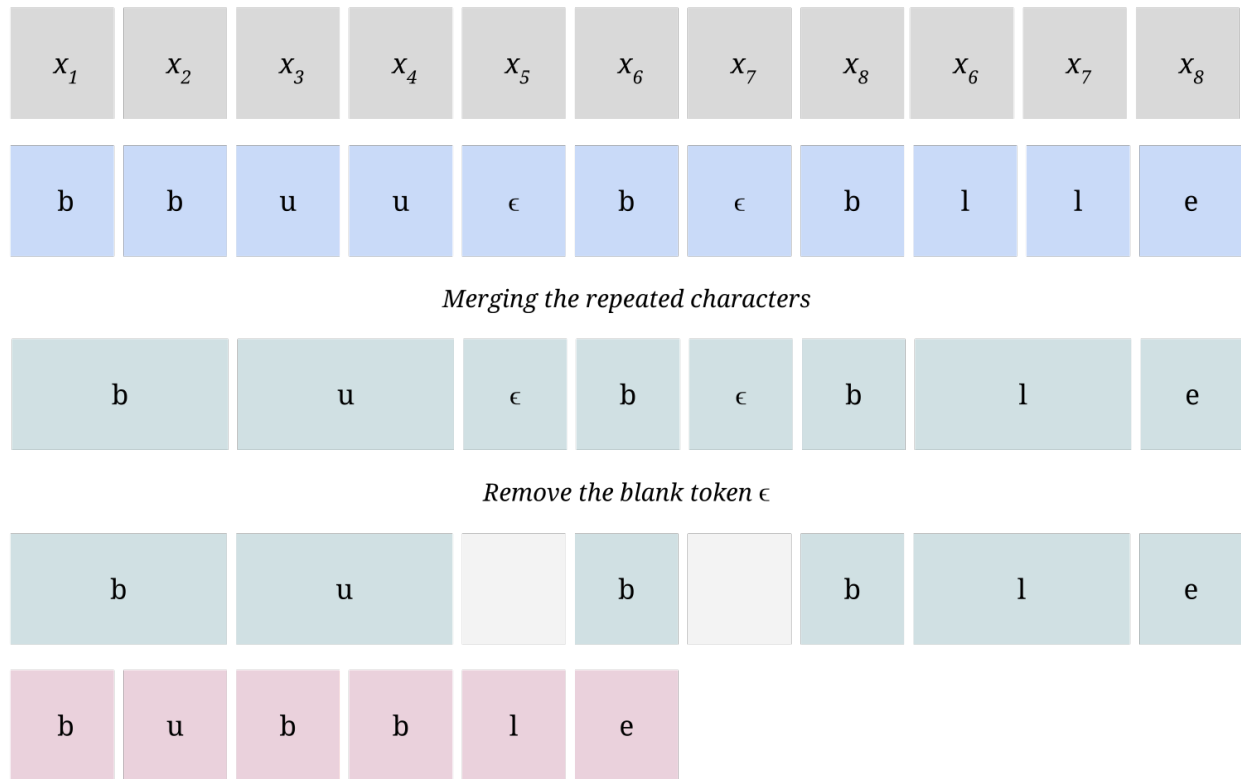 x₁ x₂ x₃ x₄ x₅ x₆ x₇ x₈ x₆ x₇ x₈
b b u u ϵ b ϵ b l l e
Merging the repeated characters
b u ϵ b ϵ b l e
Remove the blank token ϵ
b u b b l e
b u b b l e